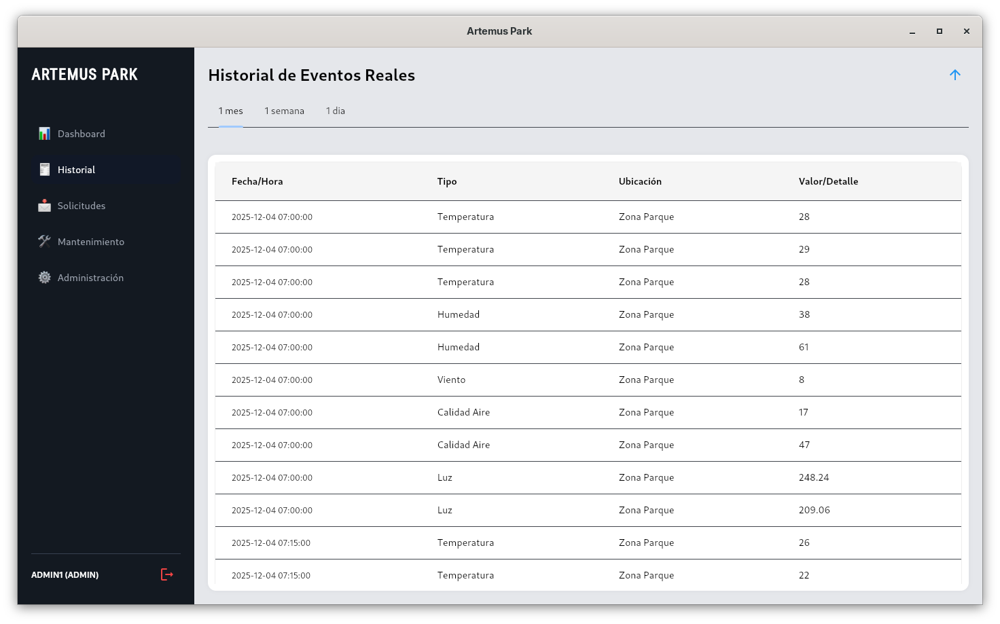 Artemus Park
ARTEMUS PARK
Dashboard
Historial
Solicitudes
Mantenimiento
Administración
ADMIN1 (ADMIN)
Historial de Eventos Reales
1 mes 1 semana 1 dia
Fecha/Hora Tipo Ubicación Valor/Detalle
2025-12-04 07:00:00 Temperatura Zona Parque 28
2025-12-04 07:00:00 Temperatura Zona Parque 29
2025-12-04 07:00:00 Temperatura Zona Parque 28
2025-12-04 07:00:00 Humedad Zona Parque 38
2025-12-04 07:00:00 Humedad Zona Parque 61
2025-12-04 07:00:00 Viento Zona Parque 8
2025-12-04 07:00:00 Calidad Aire Zona Parque 17
2025-12-04 07:00:00 Calidad Aire Zona Parque 47
2025-12-04 07:00:00 Luz Zona Parque 248.24
2025-12-04 07:00:00 Luz Zona Parque 209.06
2025-12-04 07:15:00 Temperatura Zona Parque 26
2025-12-04 07:15:00 Temperatura Zona Parque 22